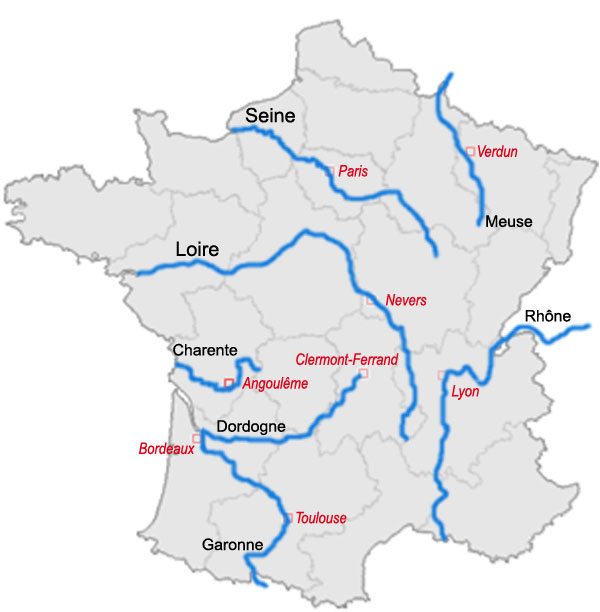 Seine
Verdun
Paris
Meuse
Loire
Nevers
Rhône
Charente
Clermont-Ferrand
Angoulême
Lyon
Dordogne
Bordeaux
Toulouse
Garonne